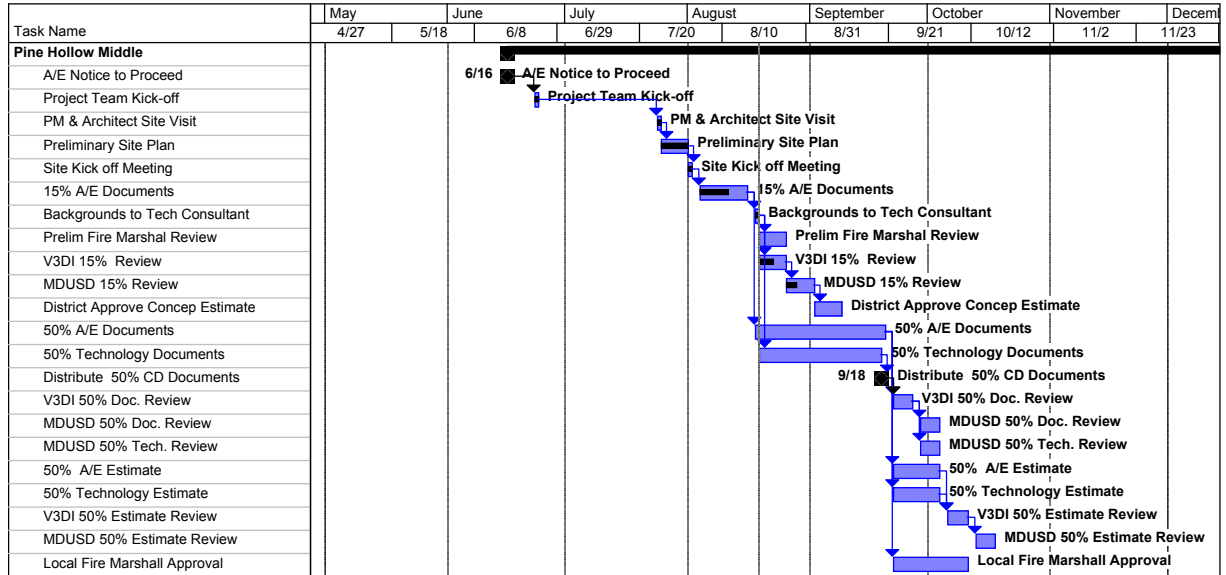 May June July August September October November Decemb
Task Name 4/27 5/18 6/8 6/29 7/20 8/10 8/31 9/21 10/12 11/2 11/23
Pine Hollow Middle
A/E Notice to Proceed 6/16 A/E Notice to Proceed
Project Team Kick-off Project Team Kick-off
PM & Architect Site Visit PM & Architect Site Visit
Preliminary Site Plan Preliminary Site Plan
Site Kick off Meeting Site Kick off Meeting
15% A/E Documents 15% A/E Documents
Backgrounds to Tech Consultant Backgrounds to Tech Consultant
Prelim Fire Marshal Review Prelim Fire Marshal Review
V3DI 15% Review V3DI 15% Review
MDUSD 15% Review MDUSD 15% Review
District Approve Concep Estimate District Approve Concep Estimate
50% A/E Documents 50% A/E Documents
50% Technology Documents 50% Technology Documents
Distribute 50% CD Documents 9/18 Distribute 50% CD Documents
V3DI 50% Doc. Review V3DI 50% Doc. Review
MDUSD 50% Doc. Review MDUSD 50% Doc. Review
MDUSD 50% Tech. Review MDUSD 50% Tech. Review
50% A/E Estimate 50% A/E Estimate
50% Technology Estimate 50% Technology Estimate
V3DI 50% Estimate Review V3DI 50% Estimate Review
MDUSD 50% Estimate Review MDUSD 50% Estimate Review
Local Fire Marshall Approval Local Fire Marshall Approval